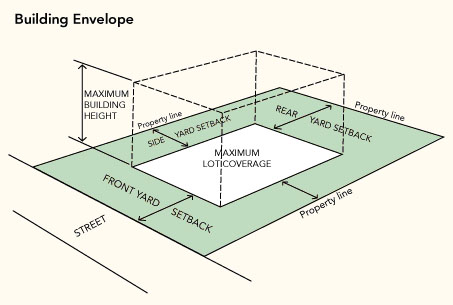 Building Envelope
MAXIMUM
BUILDING
HEIGHT
Property line
SIDE YARD SETBACK
REAR YARD SETBACK
Property line
MAXIMUM
LOTICOVERAGE
FRONT YARD SETBACK
Property line
STREET